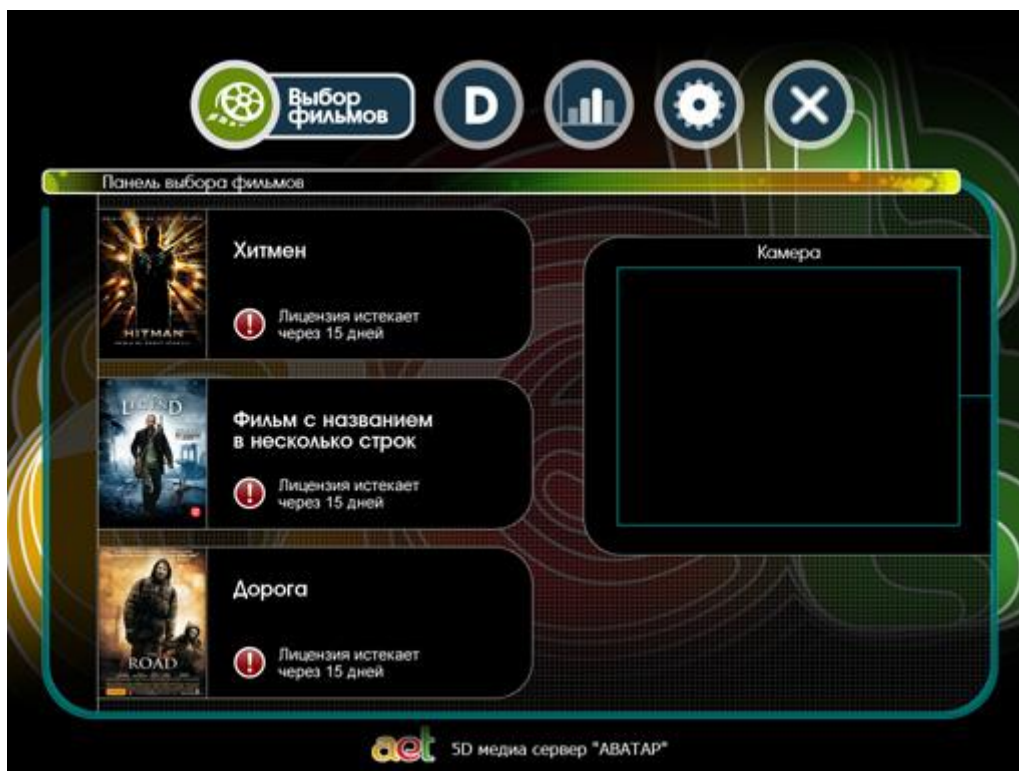 Выбор
фильмов
D
Панель выбора фильмов
Хитмен
Лицензия истекает
через 15 дней
HITMAN
Камера
LEGEND
Фильм с названием
в несколько строк
Лицензия истекает
через 15 дней
Дорога
Лицензия истекает
через 15 дней
ROAD
aet 5D медиа сервер "АВАТАР"